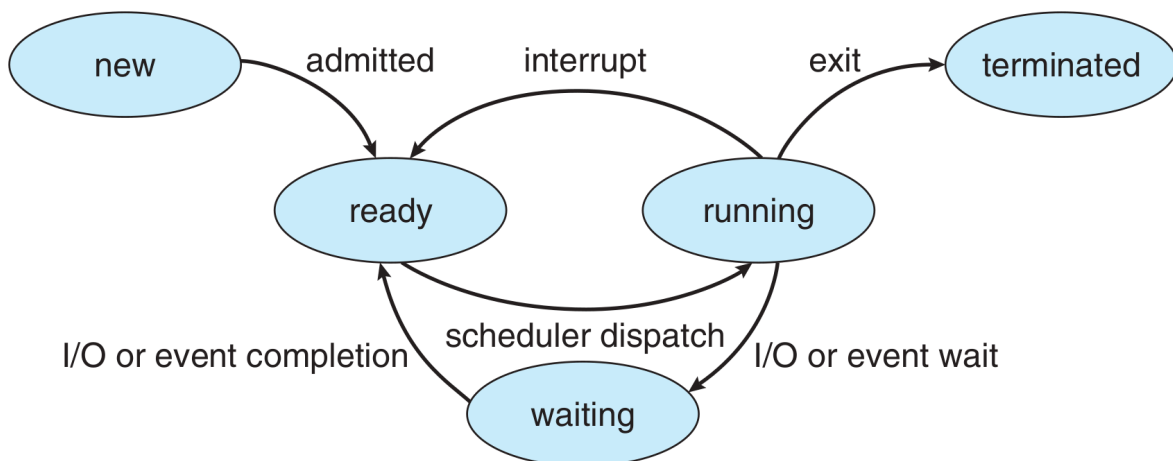 new
admitted
interrupt
exit
terminated
ready
running
I/O or event completion
scheduler dispatch
I/O or event wait
waiting